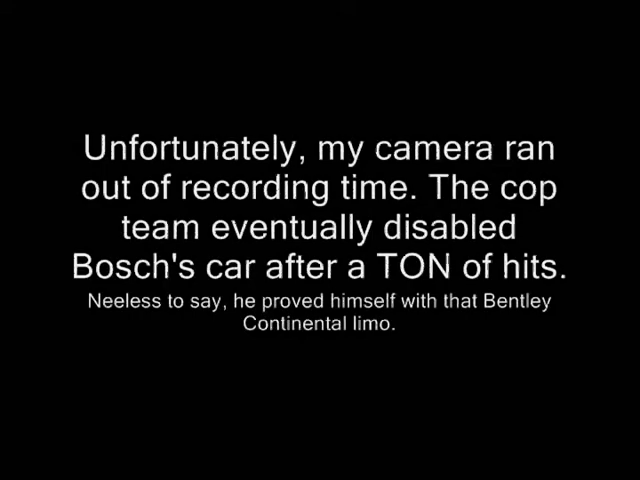 Unfortunately, my camera ran
out of recording time. The cop
team eventually disabled
Bosch's car after a TON of hits.
Neeless to say, he proved himself with that Bentley
Continental limo.